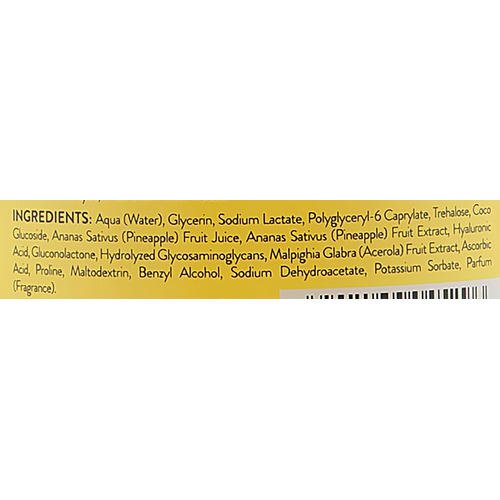 INGREDIENTS: Aqua (Water), Glycerin, Sodium Lactate, Polyglyceryl-6 Caprylate, Trehalose, Coco
Glucoside, Ananas Sativus (Pineapple) Fruit Juice, Ananas Sativus (Pineapple) Fruit Extract, Hyaluronic
Acid, Gluconolactone, Hydrolyzed Glycosaminoglycans, Malpighia Glabra (Acerola) Fruit Extract, Ascorbic
Acid, Proline, Maltodextrin, Benzyl Alcohol, Sodium Dehydroacetate, Potassium Sorbate, Parfum
(Fragrance).